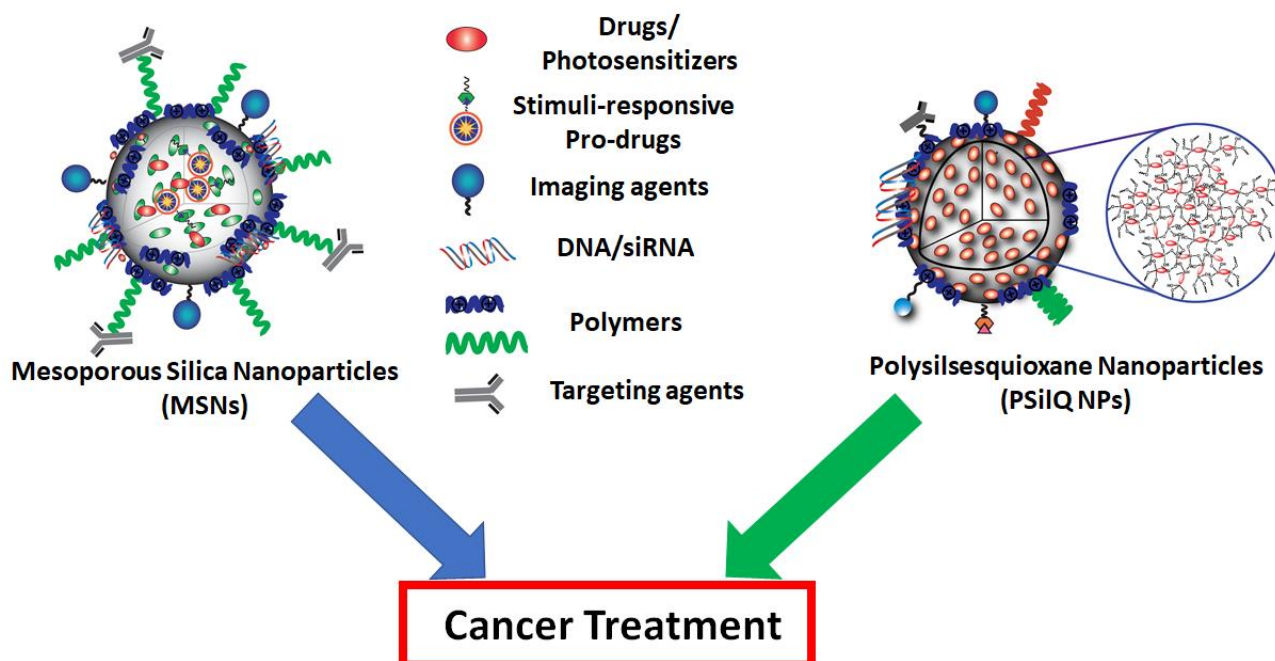 Drugs/
Photosensitizers
Stimuli-responsive
Pro-drugs
Imaging agents
DNA/siRNA
Polymers
Targeting agents
Mesoporous Silica Nanoparticles
(MSNs)
Polysilsesquioxane Nanoparticles
(PSilQ NPs)
Cancer Treatment